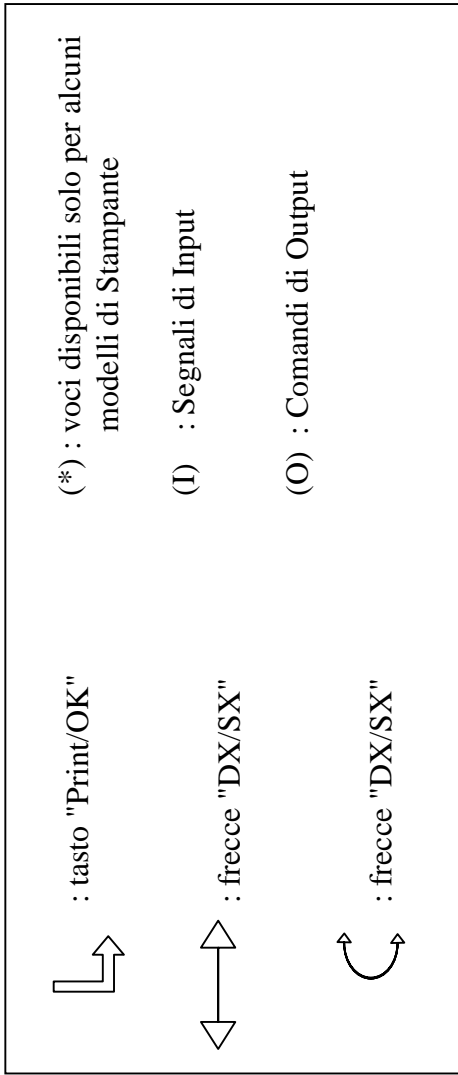 : tasto "Print/OK"
: frecce "DX/SX"
: frecce "DX/SX"
(*) : voci disponibili solo per alcuni
modelli di Stampante
(I) : Segnali di Input
(O) : Comandi di Output